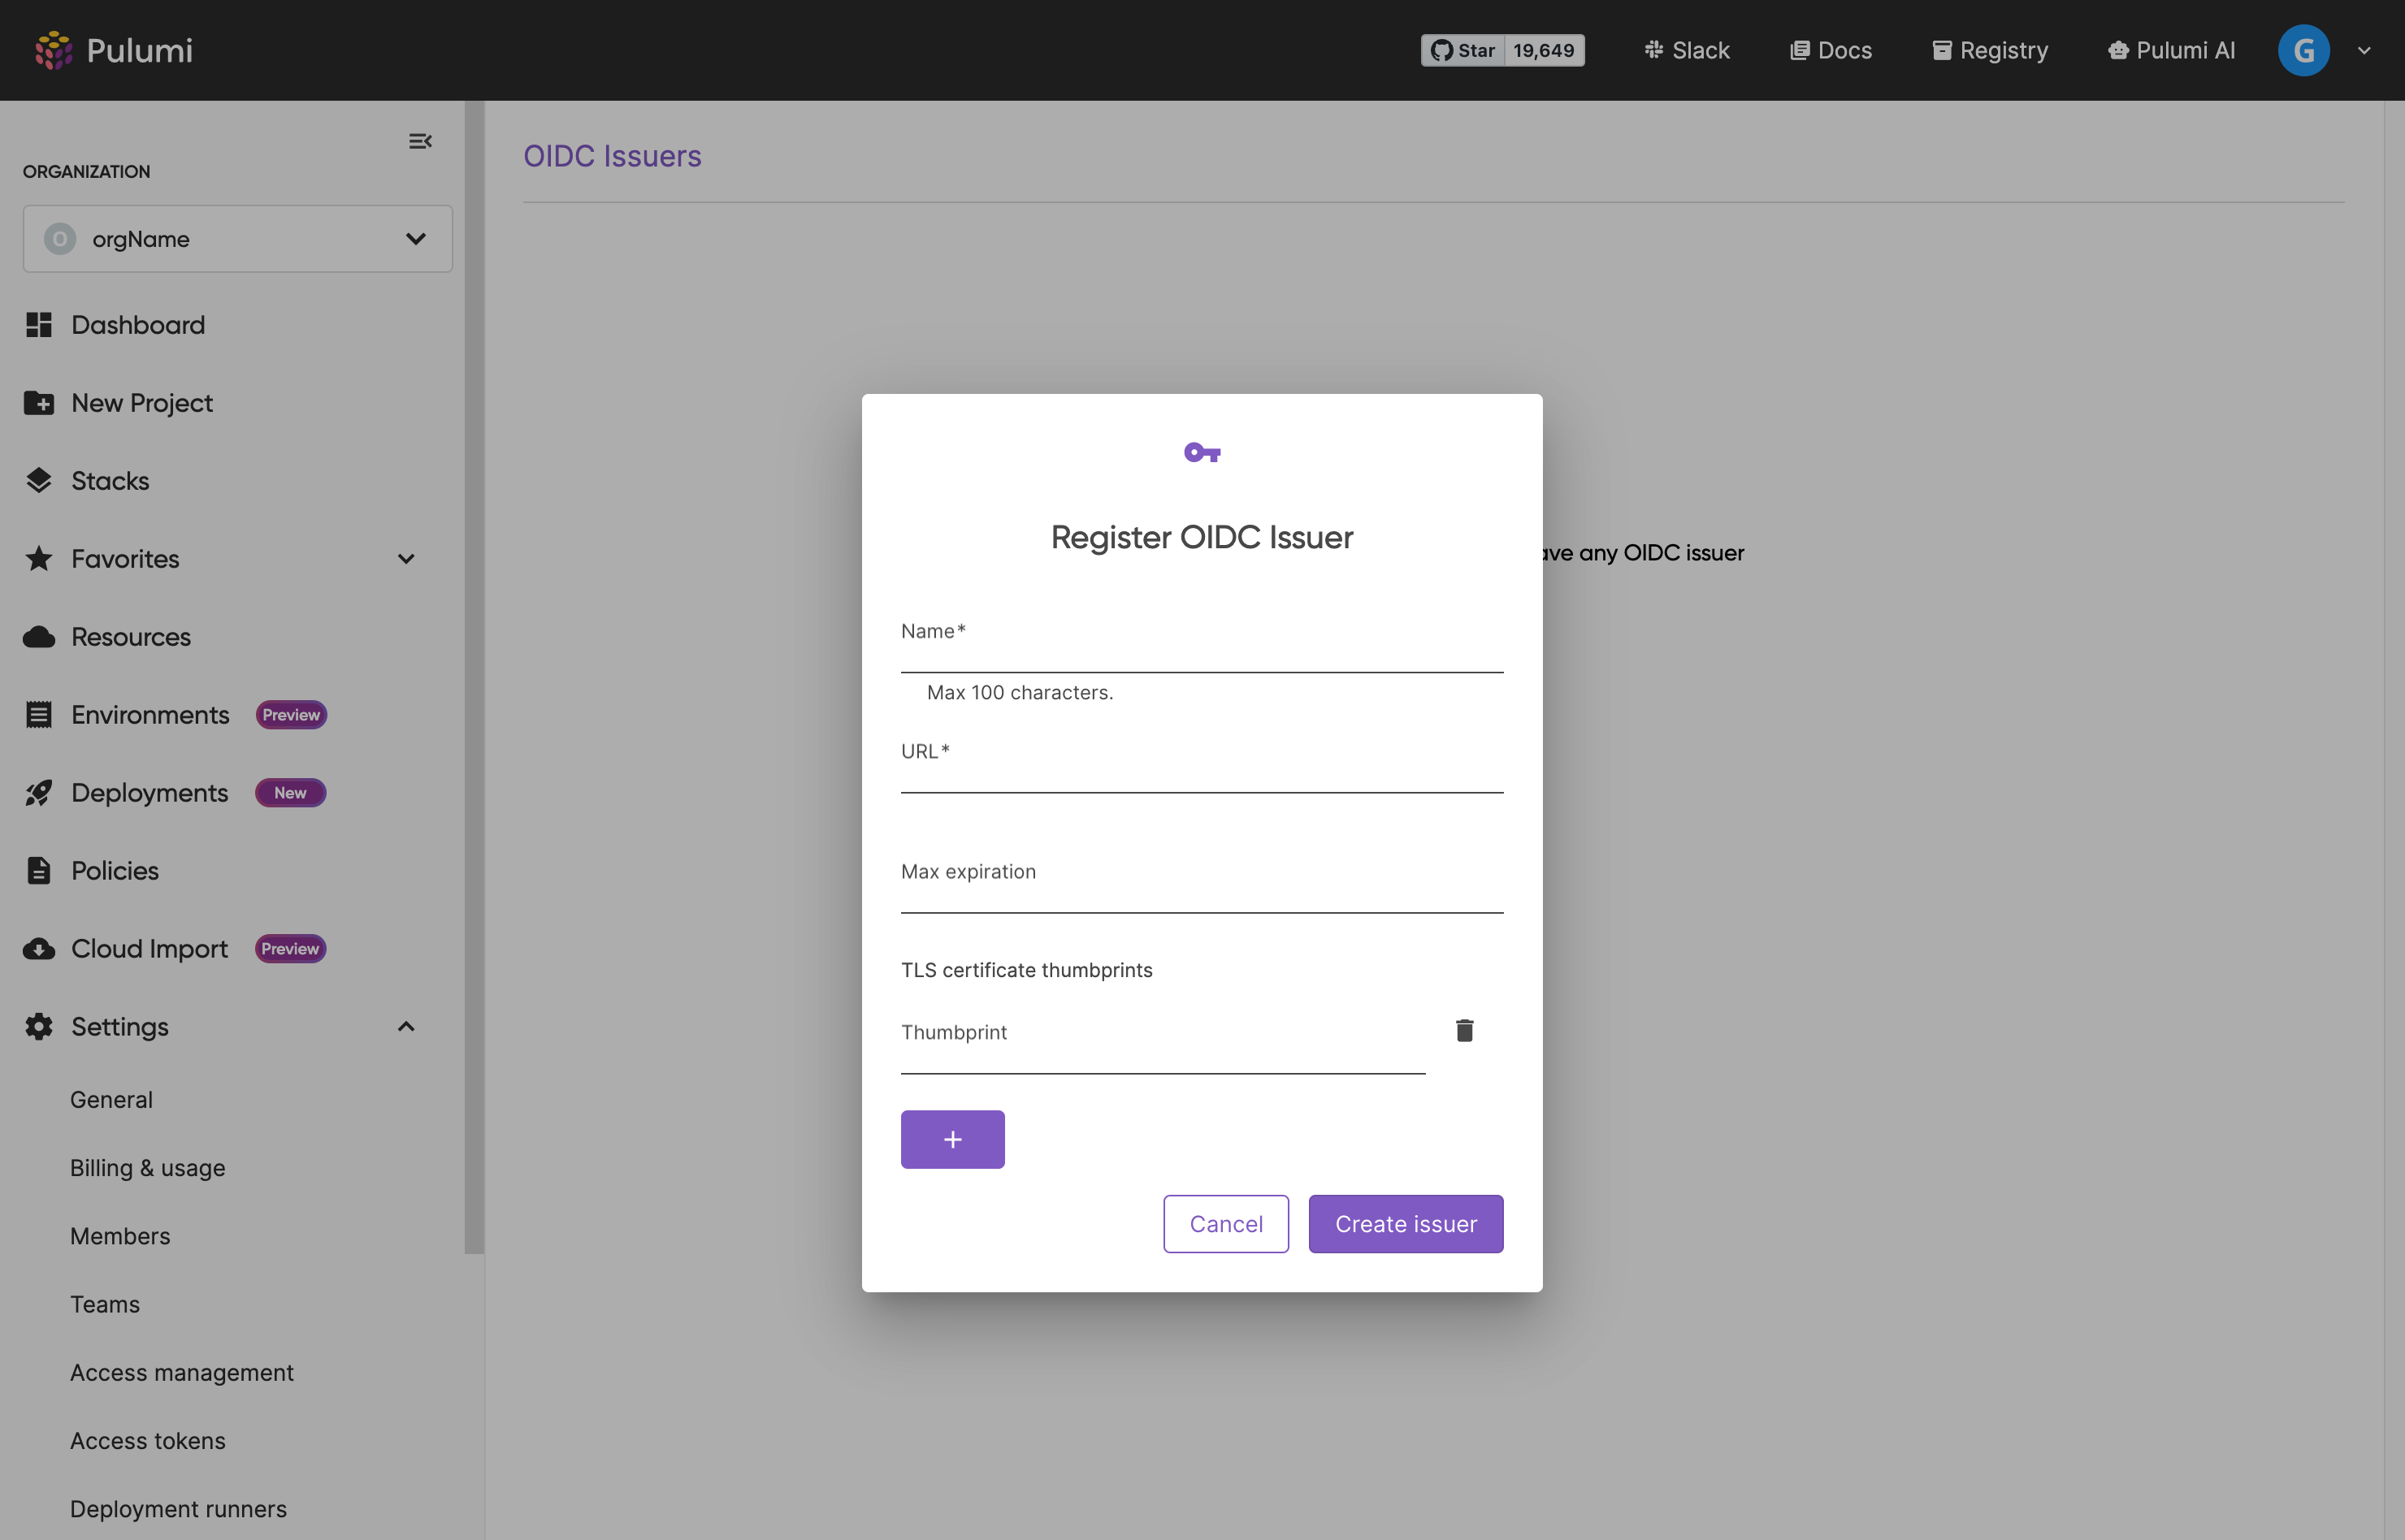 Pulumi
Star 19,649
Slack
Docs
Registry
Pulumi AI
G
ORGANIZATION
O orgName
Dashboard
New Project
Stacks
Favorites
Resources
Environments Preview
Deployments New
Policies
Cloud Import Preview
Settings
General
Billing & usage
Members
Teams
Access management
Access tokens
Deployment runners
OIDC Issuers
any OIDC issuer
Register OIDC Issuer
Name*
Max 100 characters.
URL*
Max expiration
TLS certificate thumbprints
Thumbprint
+
Cancel
Create issuer